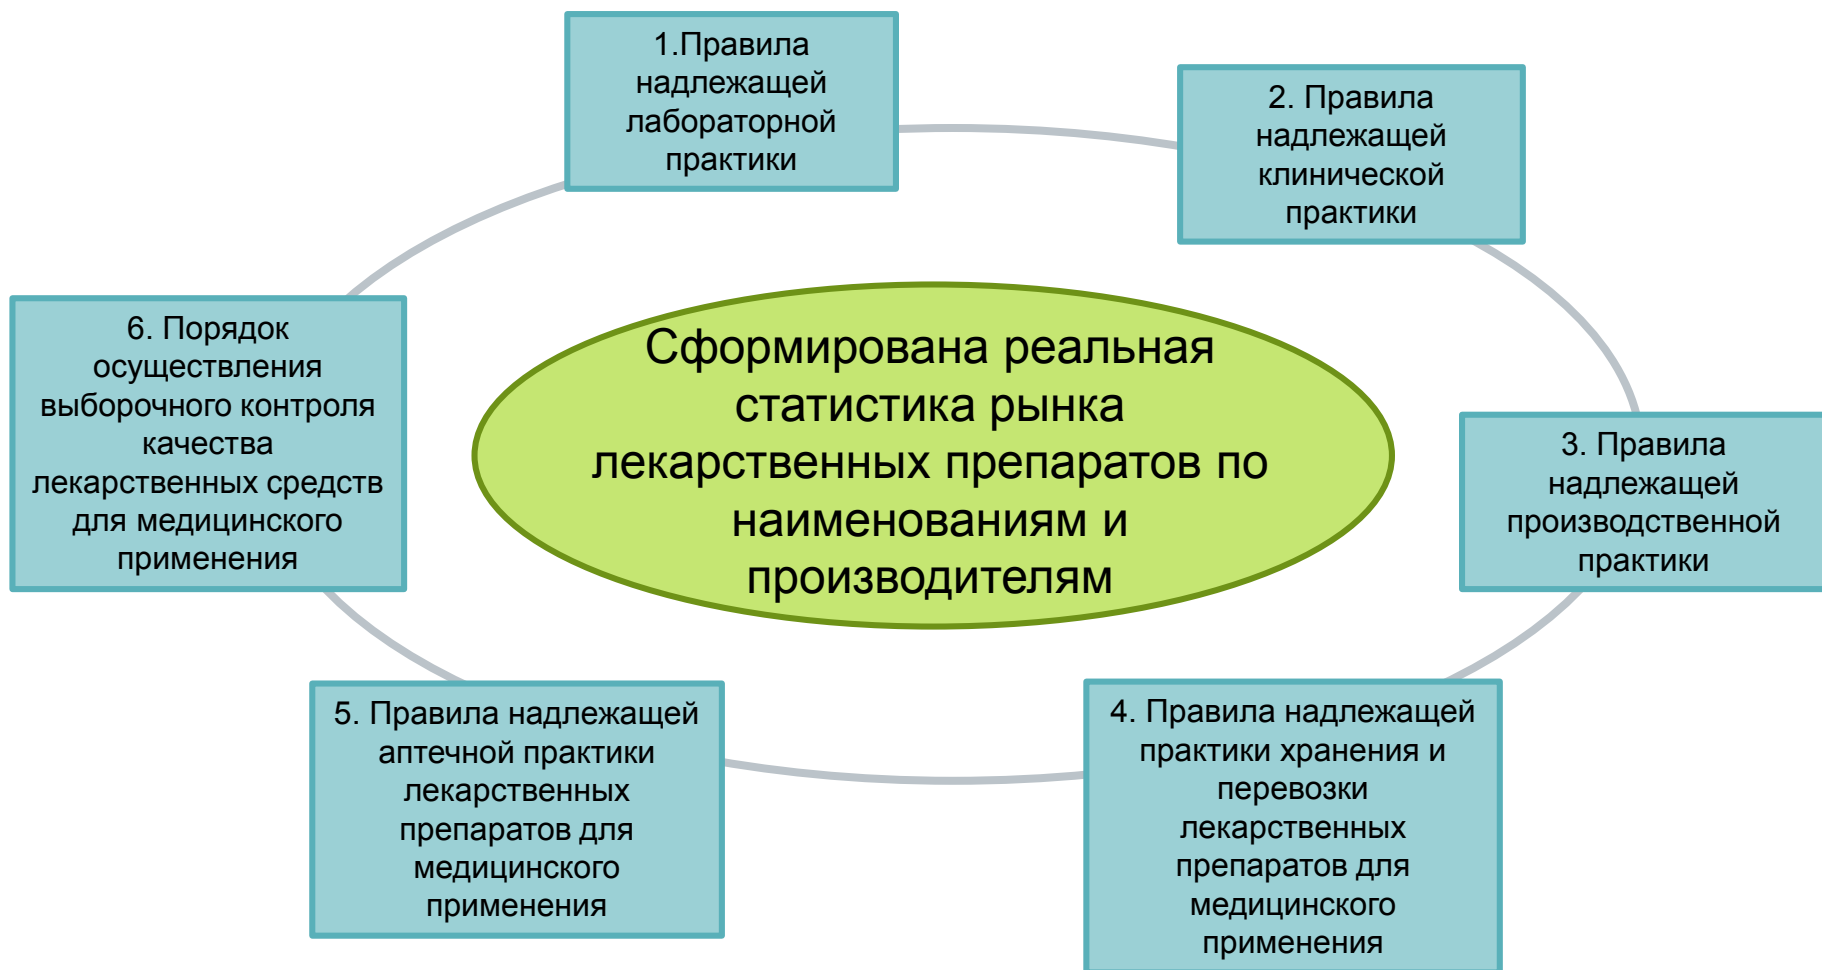 1.Правила
надлежащей
лабораторной
практики
2. Правила
надлежащей
клинической
практики
3. Правила
надлежащей
производственной
практики
4. Правила надлежащей
практики хранения и
перевозки
лекарственных
препаратов для
медицинского
применения
5. Правила надлежащей
аптечной практики
лекарственных
препаратов для
медицинского
применения
6. Порядок
осуществления
выборочного контроля
качества
лекарственных средств
для медицинского
применения
Сформирована реальная
статистика рынка
лекарственных препаратов по
наименованиям и
производителям